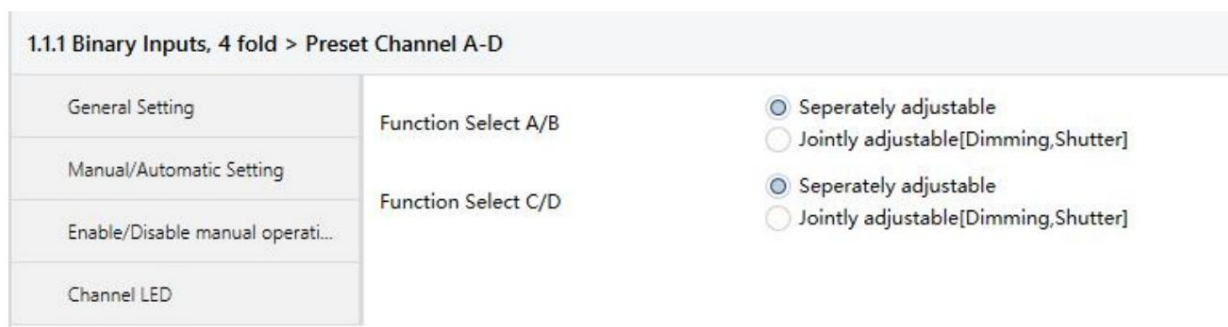 1.1.1 Binary Inputs, 4 fold > Preset Channel A-D
General Setting
Manual/Automatic Setting
Enable/Disable manual operati...
Channel LED
Function Select A/B
Seperately adjustable
Jointly adjustable[Dimming,Shutter]
Function Select C/D
Seperately adjustable
Jointly adjustable[Dimming,Shutter]